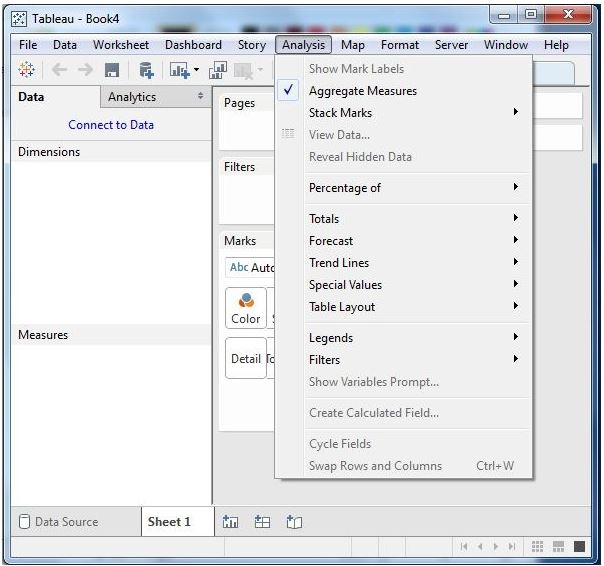 Tableau - Book4
File Data Worksheet Dashboard Story Analysis Map Format Server Window Help
Data Analytics
Connect to Data
Dimensions
Measures
Pages
Filters
Marks
Abc
Color
Detail
Show Mark Labels
Aggregate Measures
Stack Marks
View Data...
Reveal Hidden Data
Percentage of
Totals
Forecast
Trend Lines
Special Values
Table Layout
Legends
Filters
Show Variables Prompt...
Create Calculated Field...
Cycle Fields
Swap Rows and Columns Ctrl+W
Data Source Sheet 1